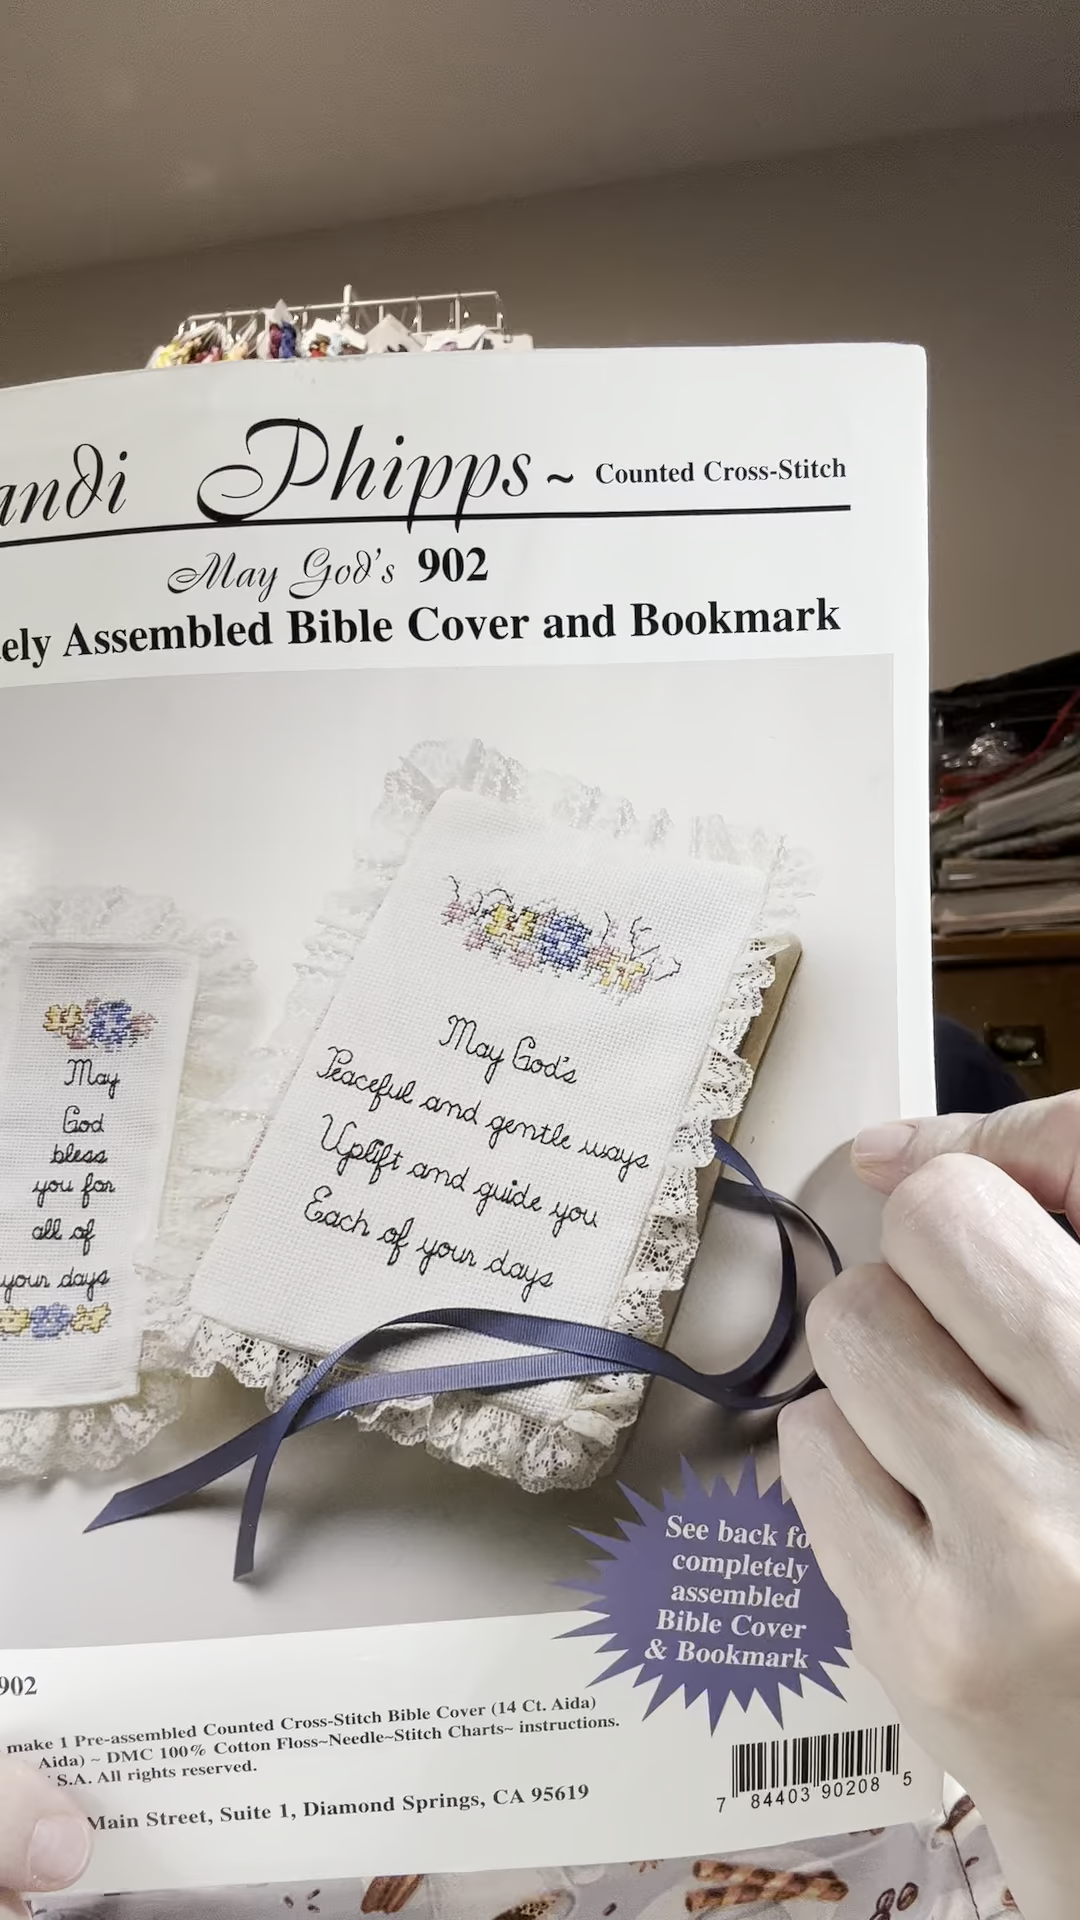 andi Phipps ~ Counted Cross-Stitch
May God's 902
ely Assembled Bible Cover and Bookmark
May God's
Peaceful and gentle ways
Uplift and guide you
Each of your days
May
God
bless
you for
all of
your days
See back fo
completely
assembled
Bible Cover
& Bookmark
902
make 1 Pre-assembled Counted Cross-Stitch Bible Cover (14 Ct. Aida)
Aida) ~ DMC 100% Cotton Floss~Needle~Stitch Charts~ instructions.
S.A. All rights reserved.
Main Street, Suite 1, Diamond Springs, CA 95619
7 84403 90208 5